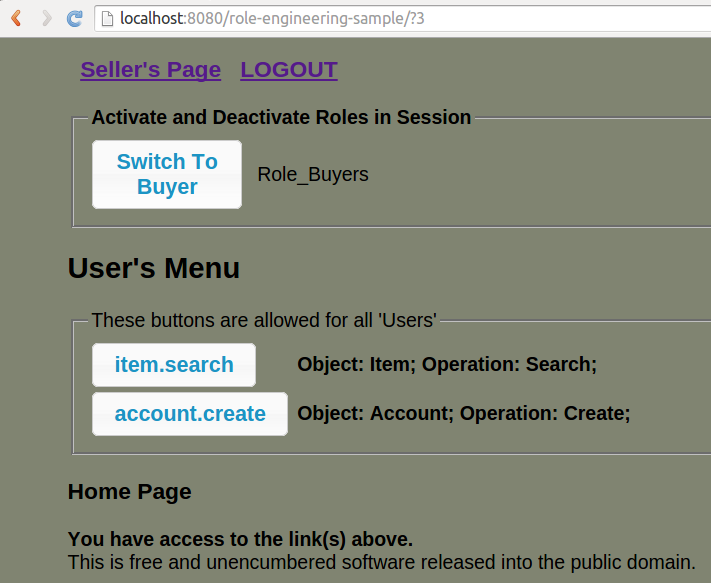 localhost:8080/role-engineering-sample/?3
Seller's Page LOGOUT
Activate and Deactivate Roles in Session
Switch To
Buyer
Role_Buyers
User's Menu
These buttons are allowed for all 'Users'
item.search Object: Item; Operation: Search;
account.create Object: Account; Operation: Create;
Home Page
You have access to the link(s) above.
This is free and unencumbered software released into the public domain.